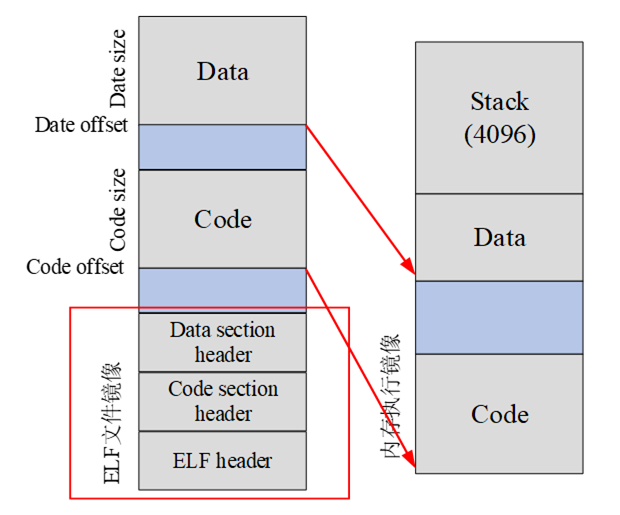 Date size
Data
Date offset
Code size
Code
Code offset
ELF文件镜像
Data section
header
Code section
header
ELF header
Stack
(4096)
Data
内存执行镜像
Code